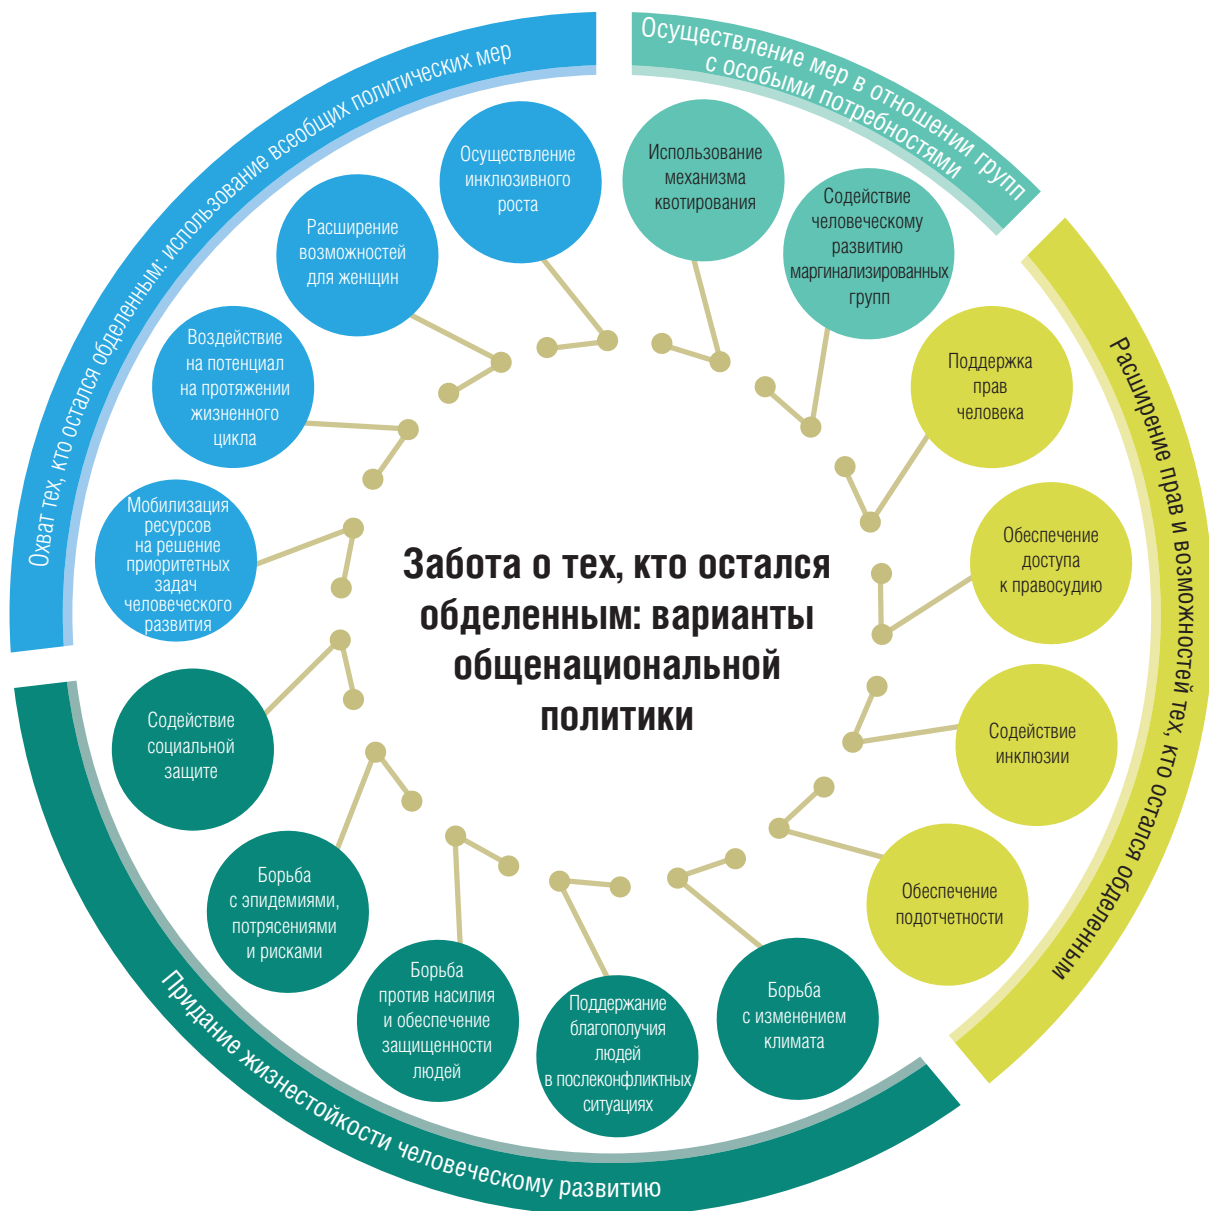 Охват тех, кто остался обделенным: использование всеобщих политических мер
Осуществление мер в отношении групп
с особыми потребностями
Расширение прав и возможностей тех, кто остался обделенным
Придание жизнестойкости человеческому развитию
Осуществление
инклюзивного
роста
Расширение
возможностей
для женщин
Воздействие
на потенциал
на протяжении
жизненного
цикла
Мобилизация
ресурсов
на решение
приоритетных
задач
человеческого
развития
Использование
механизма
квотирования
Содействие
человеческому
развитию
маргинализированных
групп
Поддержка
прав
человека
Обеспечение
доступа
к правосудию
Содействие
инклюзии
Обеспечение
подотчетности
Забота о тех, кто остался
обделенным: варианты
общенациональной
политики
Содействие
социальной
защите
Борьба
с эпидемиями,
потрясениями
и рисками
Борьба
против насилия
и обеспечение
защищенности
людей
Поддержание
благополучия
людей
в послеконфликтных
ситуациях
Борьба
с изменением
климата